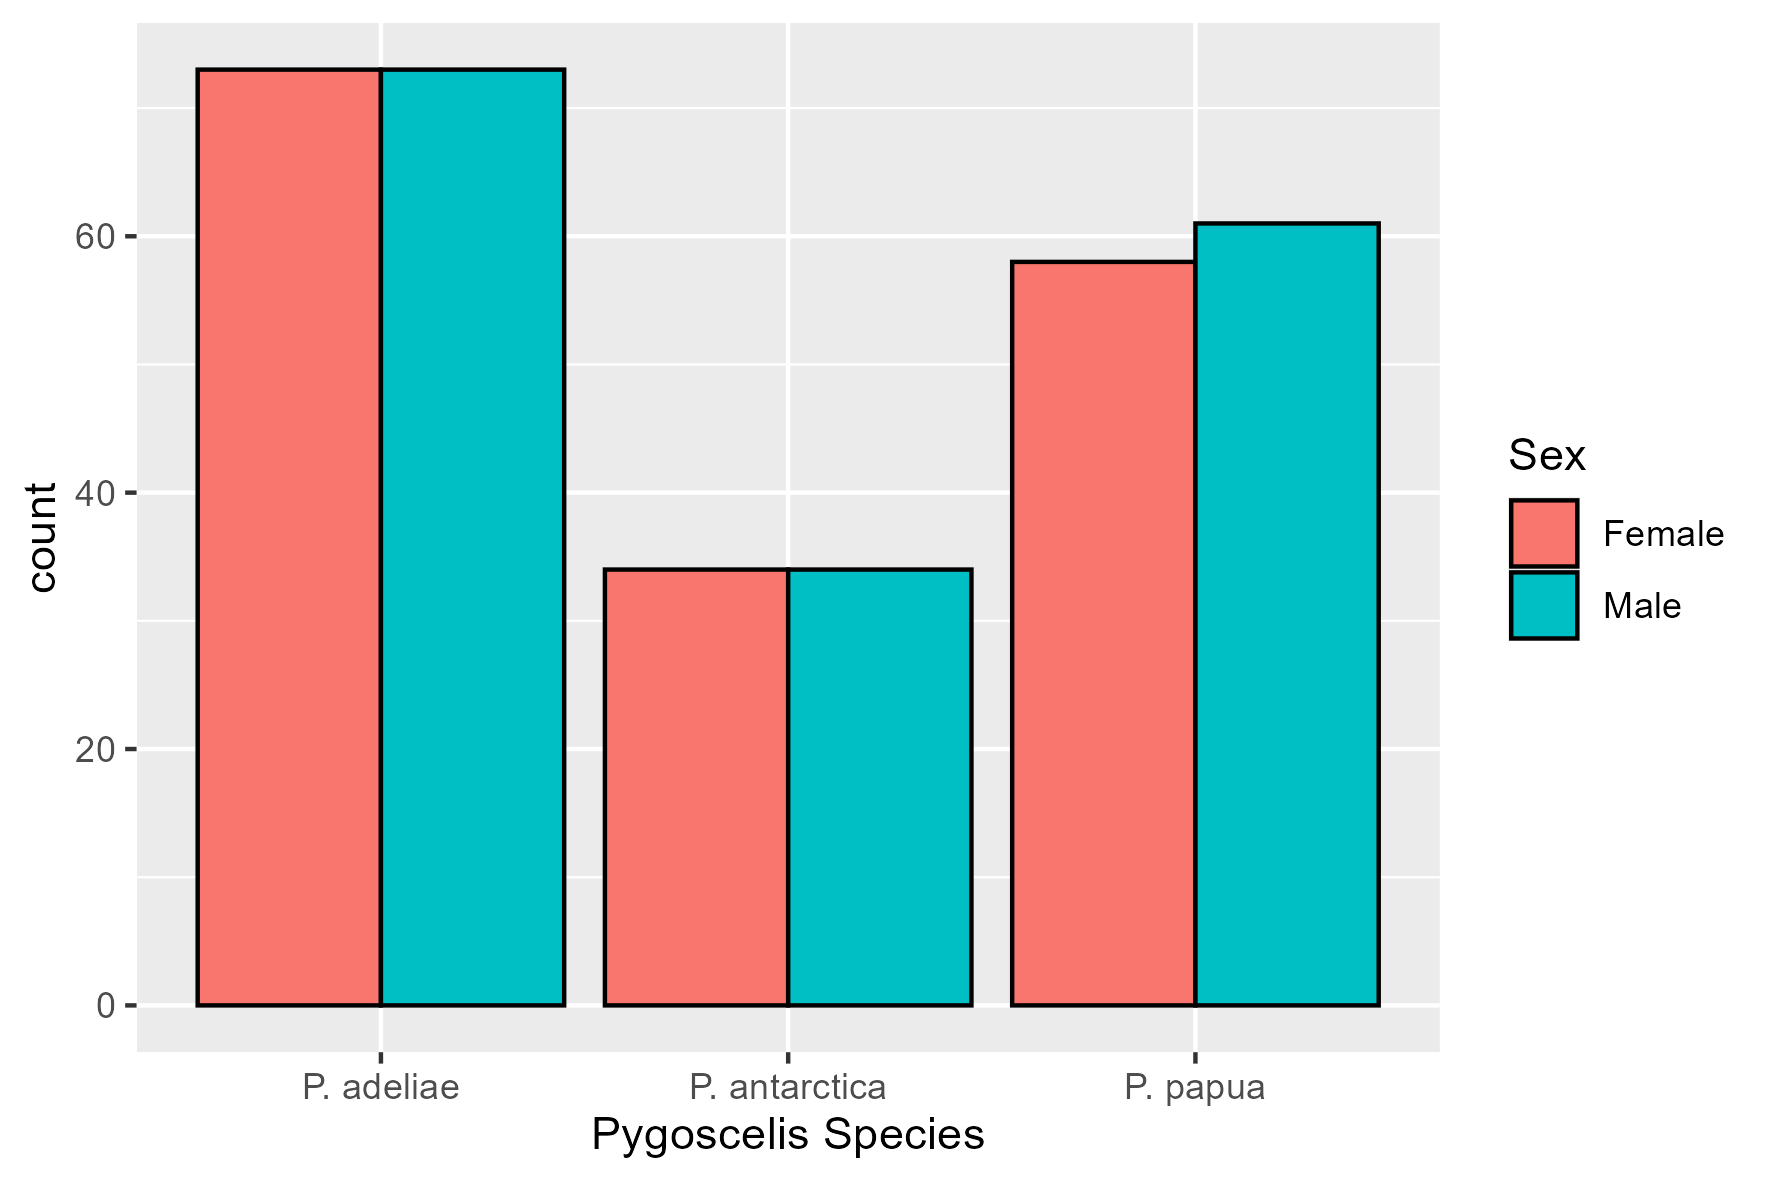 count
60
40
20
0
P. adeliae
P. antarctica
P. papua
Pygoscelis Species
Sex
Female
Male